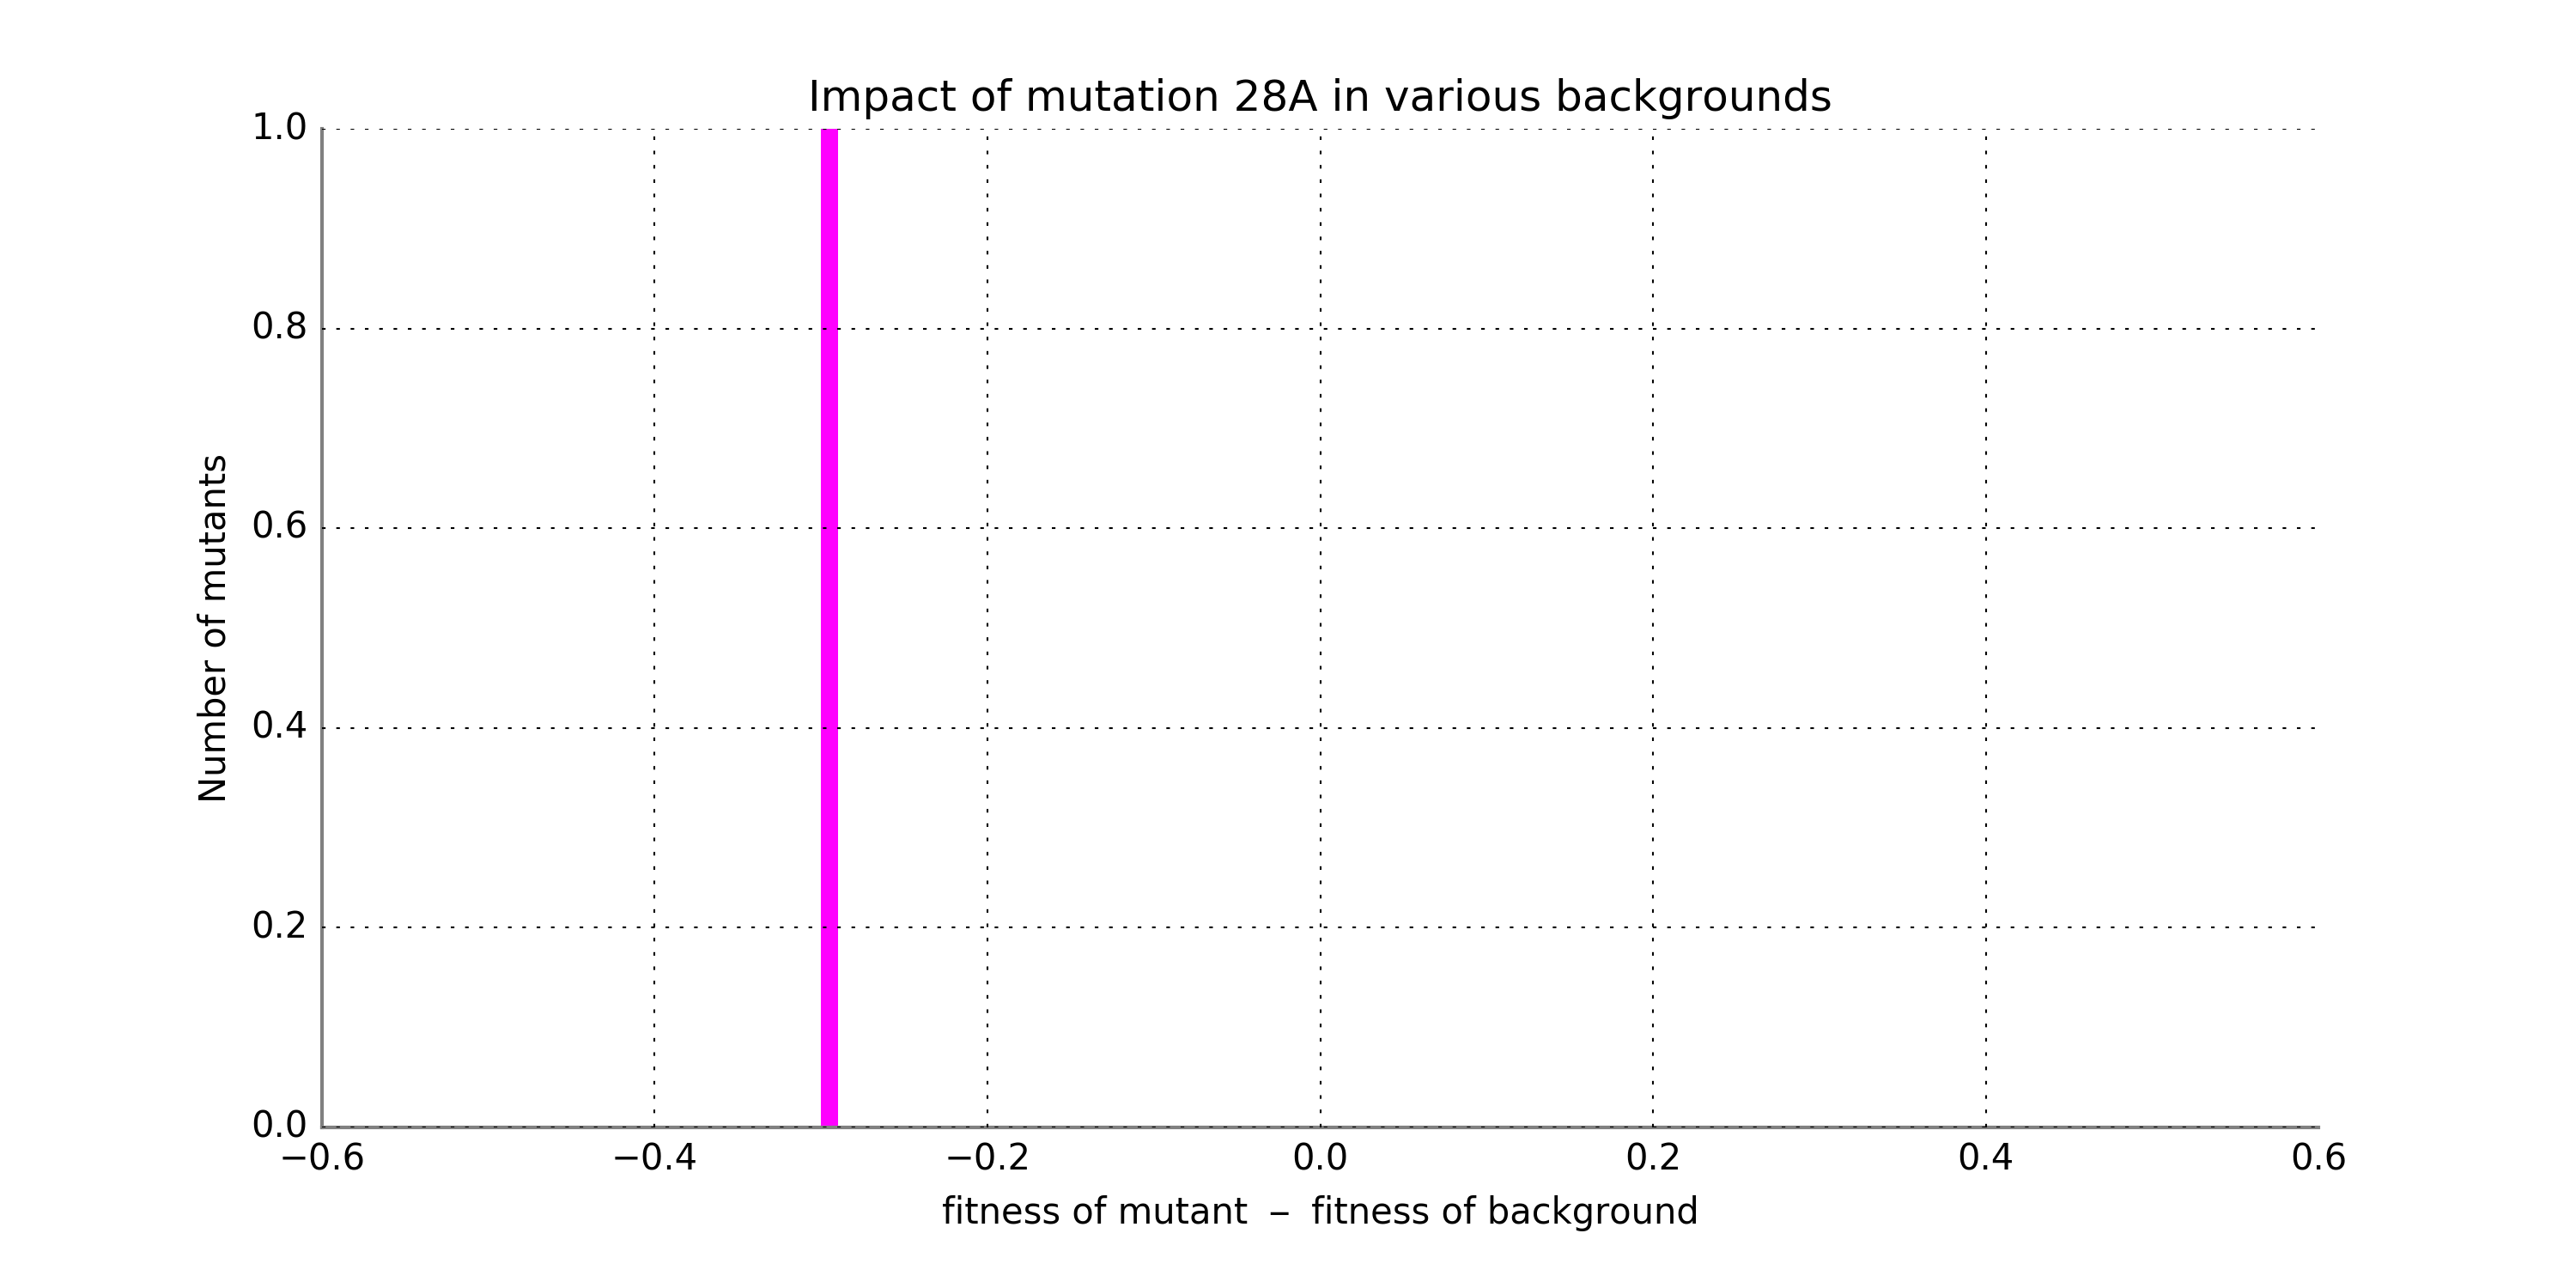 Impact of mutation 28A in various backgrounds
1.0
0.8
0.6
0.4
0.2
0.0
Number of mutants
−0.6 −0.4 −0.2 0.0 0.2 0.4 0.6
fitness of mutant − fitness of background